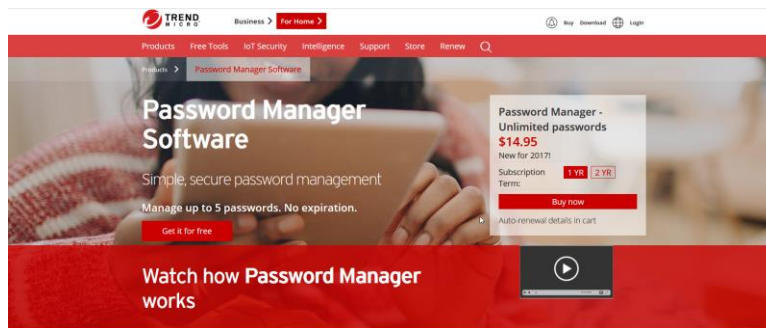 TREND
MICRO
Business > For Home >
Buy Download Login
Products Free Tools IoT Security Intelligence Support Store Renew
Products > Password Manager Software
Password Manager
Software
Simple, secure password management
Manage up to 5 passwords. No expiration.
Get it for free
Password Manager -
Unlimited passwords
$14.95
New for 2017!
Subscription
Term:
1 YR 2 YR
Buy now
Auto-renewal details in cart
Watch how Password Manager
works